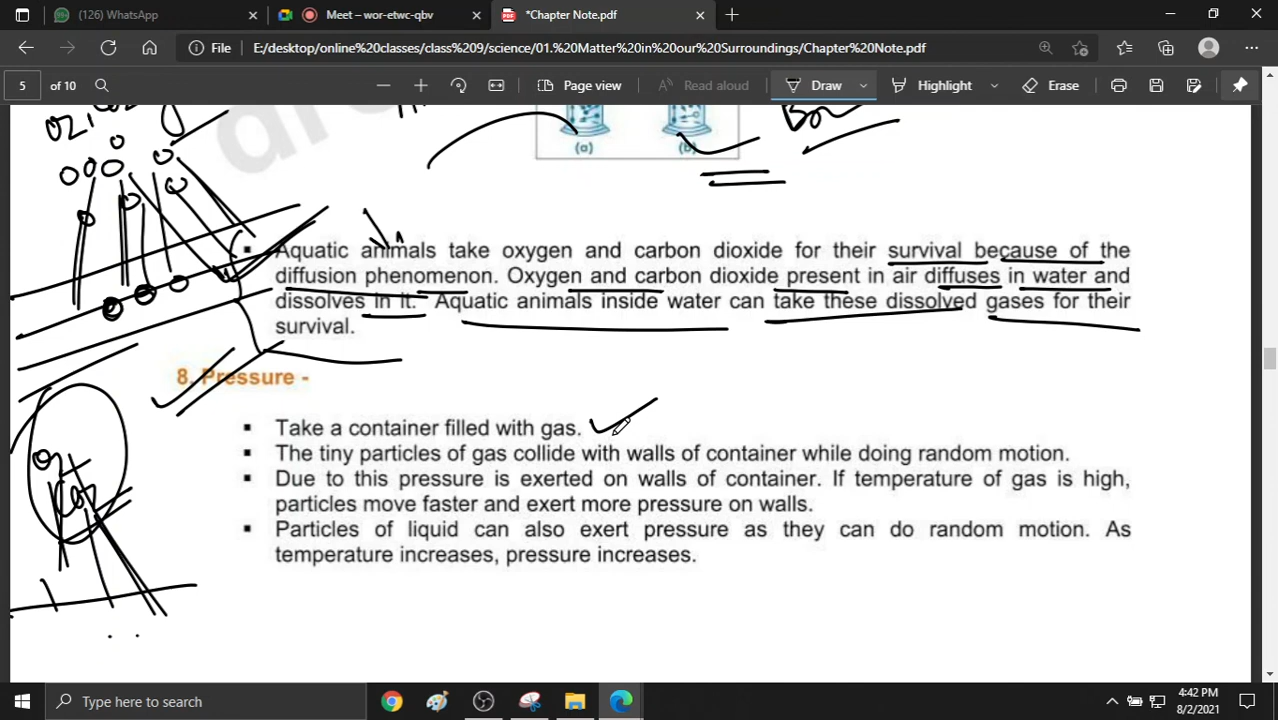 (126) WhatsApp
Meet – wor-etwc-qbv
*Chapter Note.pdf
File
E:/desktop/online%20classes/class%209/science/01.%20Matter%20in%20our%20Surroundings/Chapter%20Note.pdf
5 of 10
Page view
Read aloud
Draw
Highlight
Erase
(a)
(b)
Aquatic animals take oxygen and carbon dioxide for their survival because of the
diffusion phenomenon. Oxygen and carbon dioxide present in air diffuses in water and
dissolves in it. Aquatic animals inside water can take these dissolved gases for their
survival.
8. Pressure -
Take a container filled with gas.
The tiny particles of gas collide with walls of container while doing random motion.
Due to this pressure is exerted on walls of container. If temperature of gas is high,
particles move faster and exert more pressure on walls.
Particles of liquid can also exert pressure as they can do random motion. As
temperature increases, pressure increases.
Type here to search
4:42 PM
8/2/2021